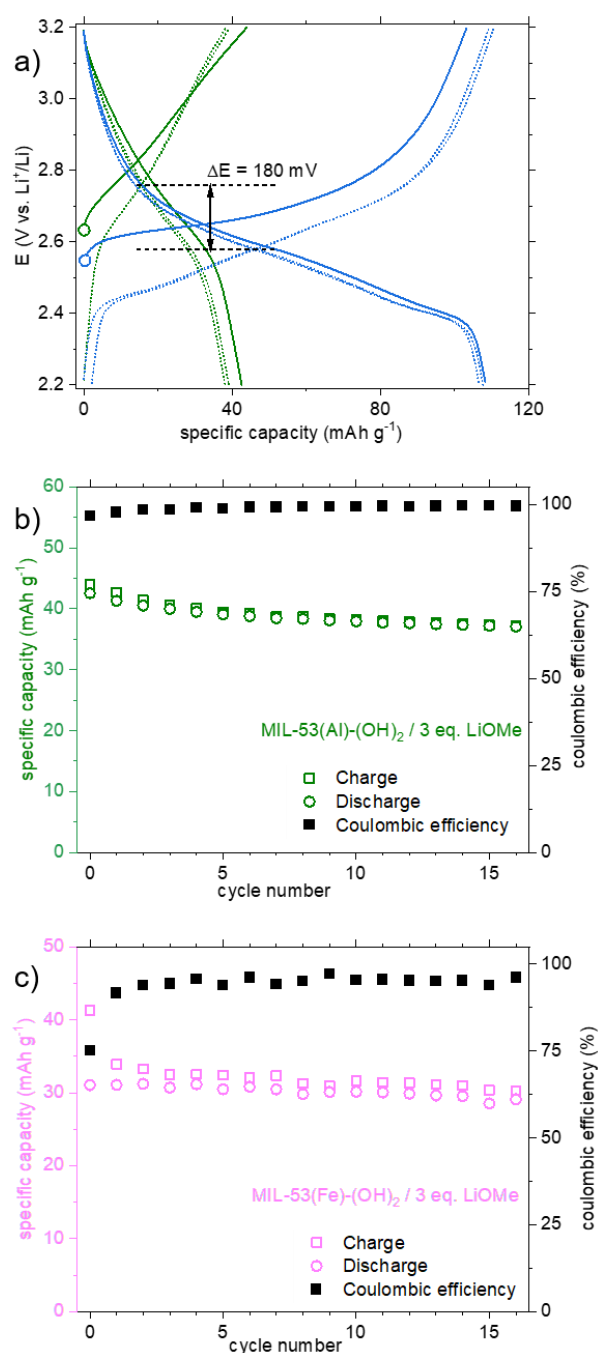 a)
E (V vs. Li⁺/Li)
3.2
3.0
2.8
2.6
2.4
2.2
ΔE = 180 mV
0 40 80 120
specific capacity (mAh g⁻¹)
b)
specific capacity (mAh g⁻¹)
60
50
40
30
20
10
0
100
75
50
25
0
coulombic efficiency (%)
MIL-53(Al)-(OH)₂ / 3 eq. LiOMe
Charge
Discharge
Coulombic efficiency
0 5 10 15
cycle number
c)
specific capacity (mAh g⁻¹)
50
40
30
20
10
0
100
75
50
25
0
coulombic efficiency (%)
MIL-53(Fe)-(OH)₂ / 3 eq. LiOMe
Charge
Discharge
Coulombic efficiency
0 5 10 15
cycle number